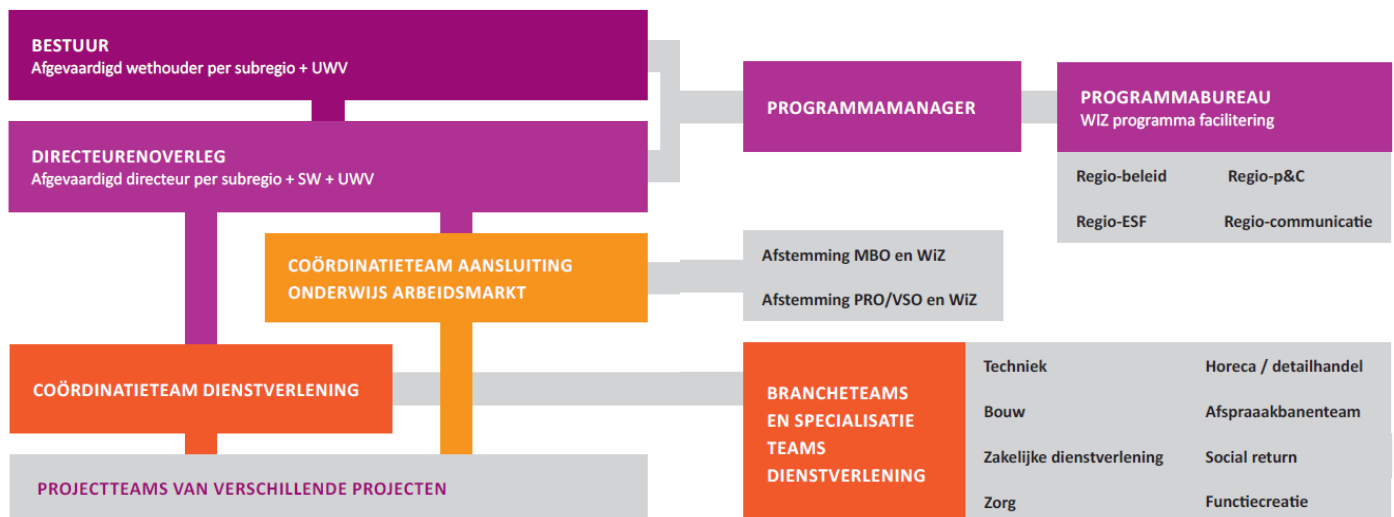 BESTUUR
Afgevaardigd wethouder per subregio + UWV
DIRECTEURENOVERLEG
Afgevaardigd directeur per subregio + SW + UWV
PROGRAMMAMANAGER
PROGRAMMABUREAU
WIZ programma facilitering
Regio-beleid
Regio-p&C
Regio-ESF
Regio-communicatie
COÖRDINATIETEAM AANSLUITING
ONDERWIJS ARBEIDSMARKT
Afstemming MBO en WiZ
Afstemming PRO/VSO en WiZ
COÖRDINATIETEAM DIENSTVERLENING
BRANCHETEAMS
EN SPECIALISATIE
TEAMS
DIENSTVERLENING
Techniek
Horeca / detailhandel
Bouw
Afspraaakbanenteam
Zakelijke dienstverlening
Social return
Zorg
Functiecreatie
PROJECTTEAMS VAN VERSCHILLENDE PROJECTEN